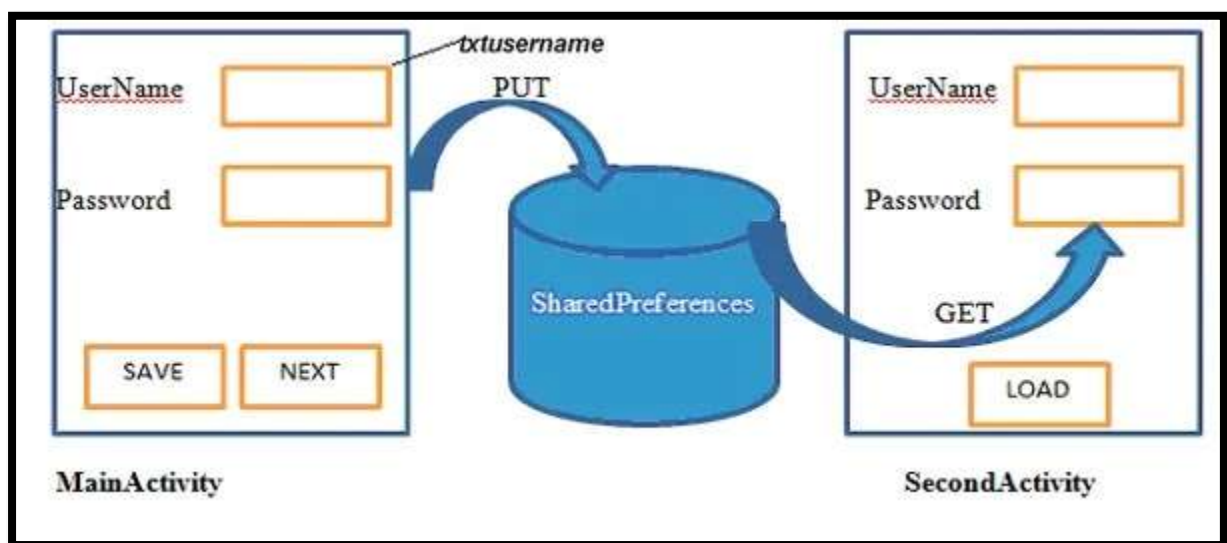 txtusername
UserName
PUT
Password
SAVE
NEXT
MainActivity
SharedPreferences
UserName
Password
GET
LOAD
SecondActivity